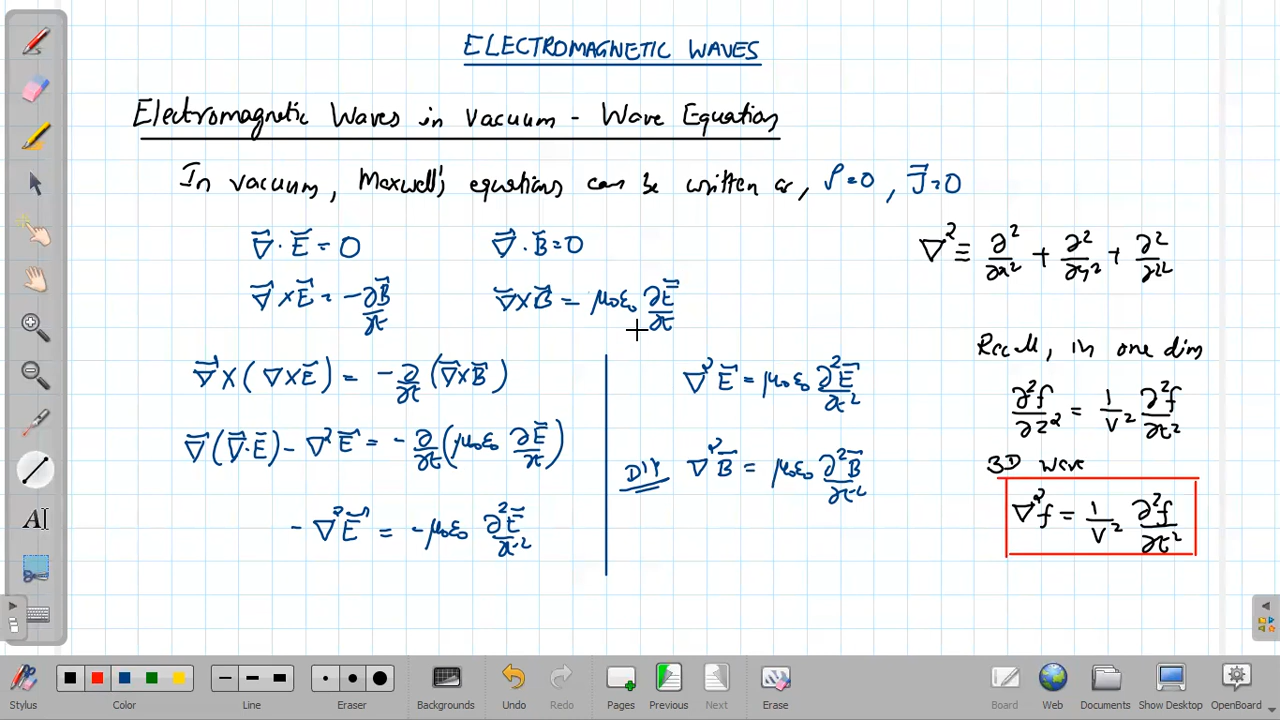 ELECTROMAGNETIC WAVES
Electromagnetic Waves in Vacuum - Wave Equation
In vacuum, Maxwell's equations can be written as, ρ=0, J⃗=0
∇⃗·E⃗ = 0
∇⃗·B⃗=0
∇⃗×E⃗ = -∂B⃗/∂t
∇⃗×B⃗ = μ₀ε₀ ∂E⃗/∂t
∇⃗×(∇×E⃗) = -∂/∂t (∇⃗×B⃗)
∇⃗(∇⃗·E⃗) - ∇²E⃗ = -∂/∂t (μ₀ε₀ ∂E⃗/∂t)
-∇²E⃗ = -μ₀ε₀ ∂²E⃗/∂t²
∇²E⃗ = μ₀ε₀ ∂²E⃗/∂t²
DIY ∇²B⃗ = μ₀ε₀ ∂²B⃗/∂t²
∇² ≡ ∂²/∂x² + ∂²/∂y² + ∂²/∂z²
Recall, in one dim
∂²f/∂z² = 1/v² ∂²f/∂t²
3D wave
∇²f = 1/v² ∂²f/∂t²
AI
Stylus
Color
Line
Eraser
Backgrounds
Undo
Redo
Pages
Previous
Next
Erase
Board
Web
Documents
Show Desktop
OpenBoard